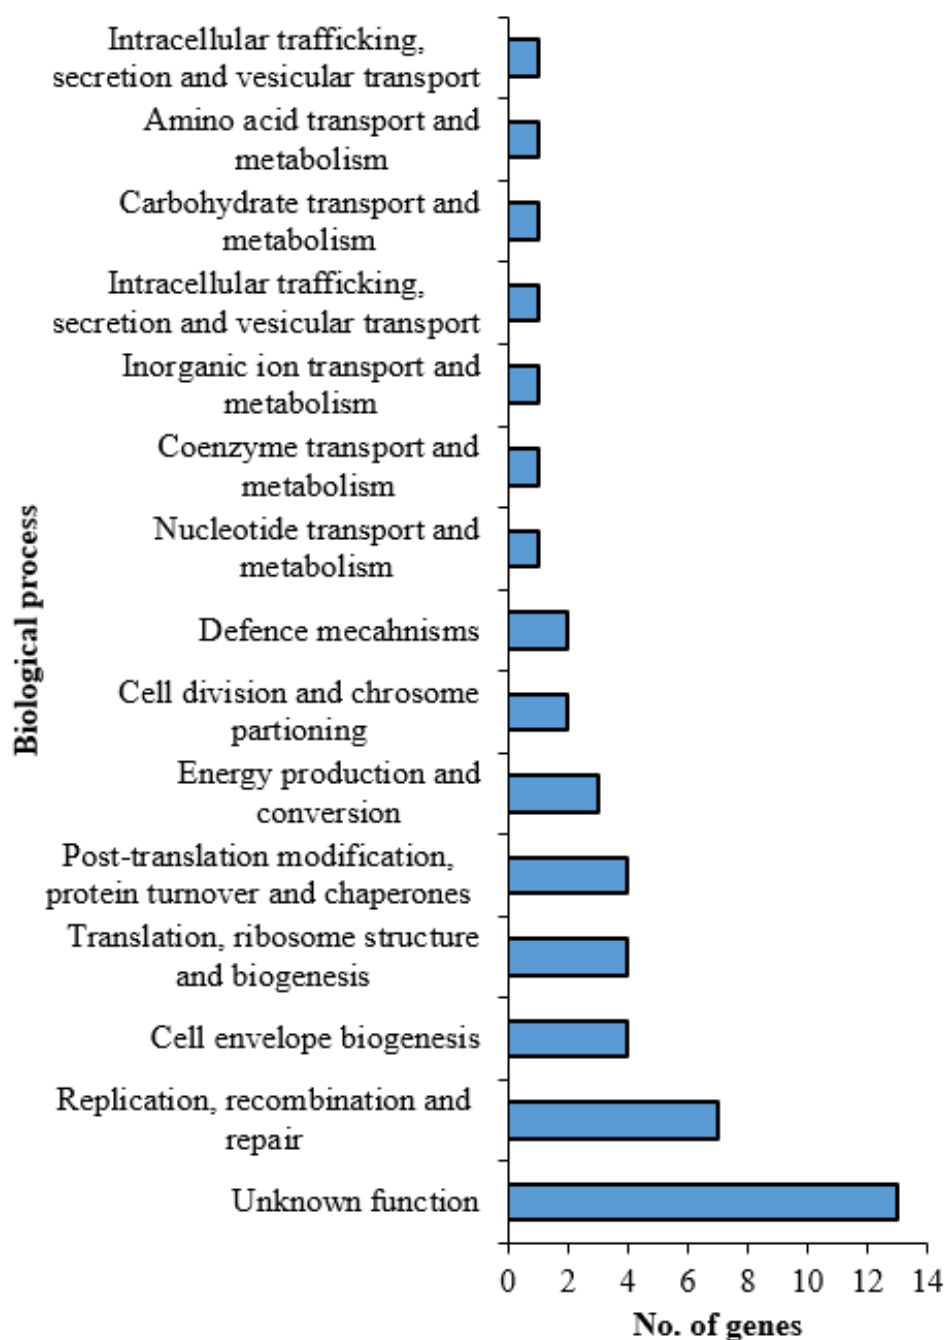 Intracellular trafficking,
secretion and vesicular transport
Amino acid transport and
metabolism
Carbohydrate transport and
metabolism
Intracellular trafficking,
secretion and vesicular transport
Inorganic ion transport and
metabolism
Coenzyme transport and
metabolism
Nucleotide transport and
metabolism
Defence mecahnisms
Cell division and chrosome
partioning
Energy production and
conversion
Post-translation modification,
protein turnover and chaperones
Translation, ribosome structure
and biogenesis
Cell envelope biogenesis
Replication, recombination and
repair
Unknown function
Biological process
0 2 4 6 8 10 12 14
No. of genes